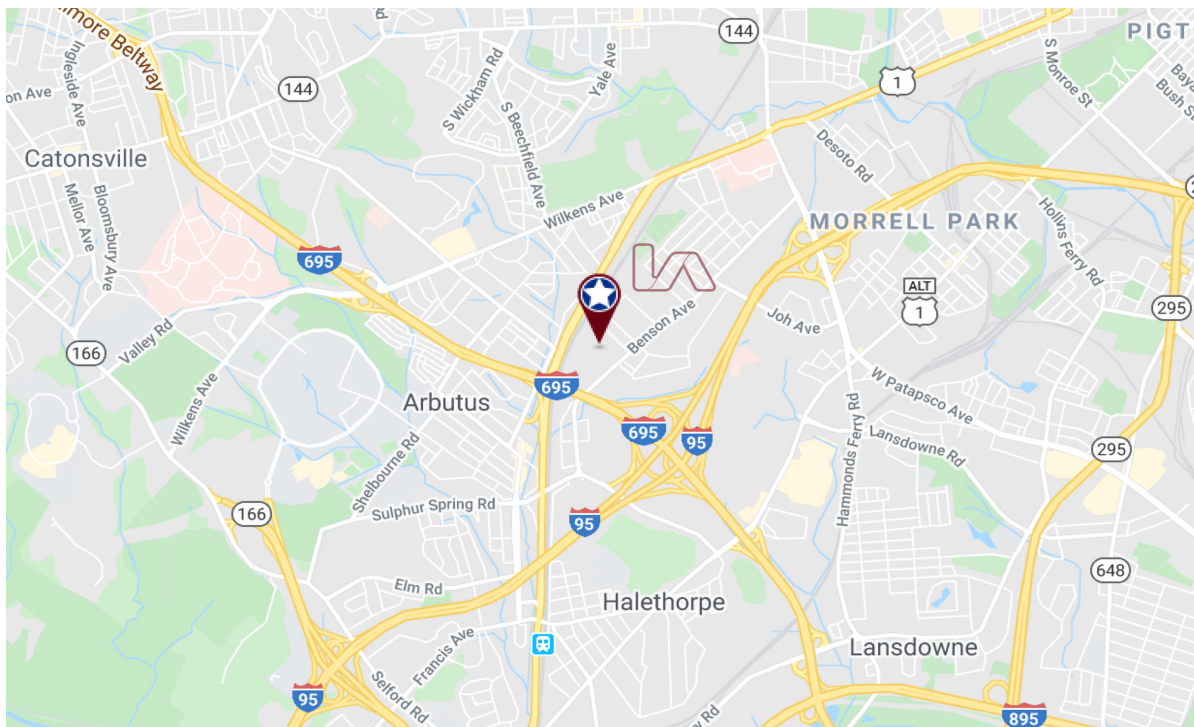 144
PIGT
more Beltway
Rd
Ingleside Ave
S Wickham Rd
Yale Ave
S Monroe St
1
Bush St
144
on Ave
S Beechfield Ave
Desoto Rd
Catonsville
Mellor Ave
Bloomsbury Ave
Wilkens Ave
MORRELL PARK
Hollins Ferry Rd
695
ALT
1
295
Benson Ave
Joh Ave
Valley Rd
166
W Patapsco Ave
695
Arbutus
Wilkens Ave
695
95
Hammonds Ferry Rd
Lansdowne Rd
295
Shelbourne Rd
Sulphur Spring Rd
166
95
648
Elm Rd
Halethorpe
Francis Ave
Lansdowne
Selford Rd
95
Rd
895